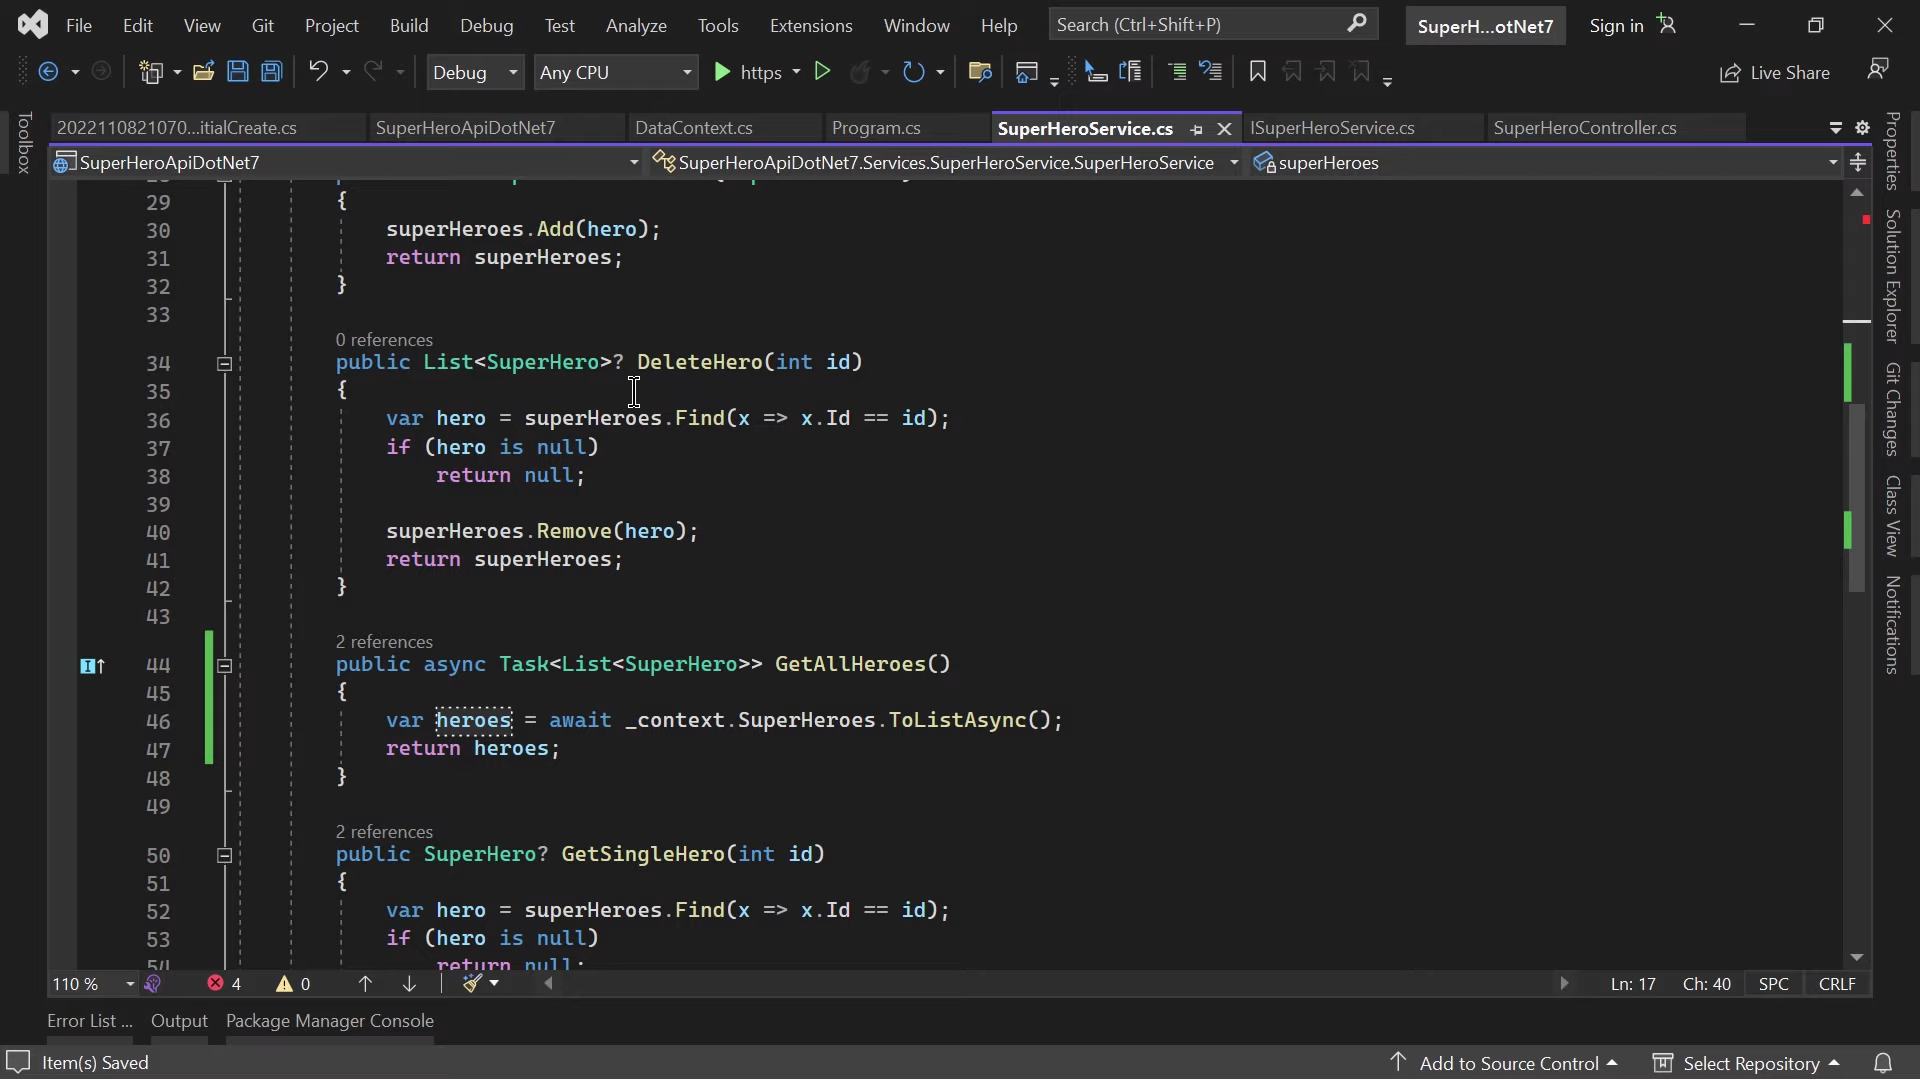 File Edit View Git Project Build Debug Test Analyze Tools Extensions Window Help Search (Ctrl+Shift+P) SuperH...otNet7 Sign in
Debug Any CPU https Live Share
2022110821070...itialCreate.cs SuperHeroApiDotNet7 DataContext.cs Program.cs SuperHeroService.cs ISuperHeroService.cs SuperHeroController.cs
SuperHeroApiDotNet7 SuperHeroApiDotNet7.Services.SuperHeroService.SuperHeroService superHeroes
Toolbox
Properties
Solution Explorer
Git Changes
Class View
Notifications
29 {
30 superHeroes.Add(hero);
31 return superHeroes;
32 }
33
0 references
34 public List<SuperHero>? DeleteHero(int id)
35 {
36 var hero = superHeroes.Find(x => x.Id == id);
37 if (hero is null)
38 return null;
39
40 superHeroes.Remove(hero);
41 return superHeroes;
42 }
43
2 references
44 public async Task<List<SuperHero>> GetAllHeroes()
45 {
46 var heroes = await _context.SuperHeroes.ToListAsync();
47 return heroes;
48 }
49
2 references
50 public SuperHero? GetSingleHero(int id)
51 {
52 var hero = superHeroes.Find(x => x.Id == id);
53 if (hero is null)
54 return null;
110 % 4 0 Ln: 17 Ch: 40 SPC CRLF
Error List ... Output Package Manager Console
Item(s) Saved Add to Source Control Select Repository